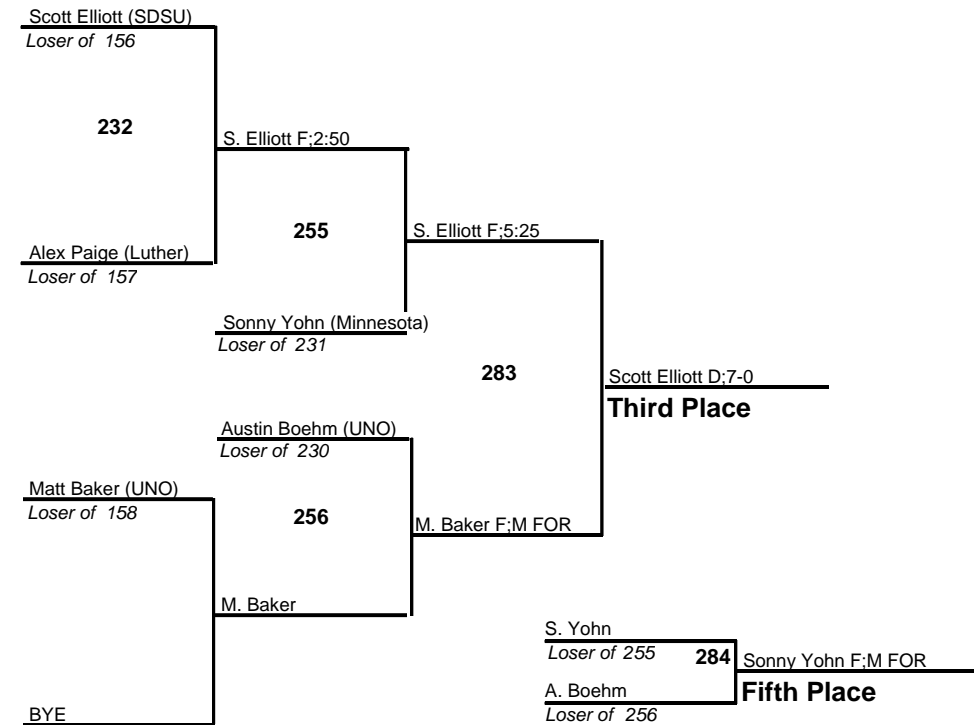 Scott Elliott (SDSU)
Loser of 156
232
S. Elliott F;2:50
Alex Paige (Luther)
Loser of 157
255
S. Elliott F;5:25
Sonny Yohn (Minnesota)
Loser of 231
283
Scott Elliott D;7-0
Third Place
Austin Boehm (UNO)
Loser of 230
Matt Baker (UNO)
Loser of 158
256
M. Baker F;M FOR
M. Baker
BYE
S. Yohn
Loser of 255
284
Sonny Yohn F;M FOR
Fifth Place
A. Boehm
Loser of 256